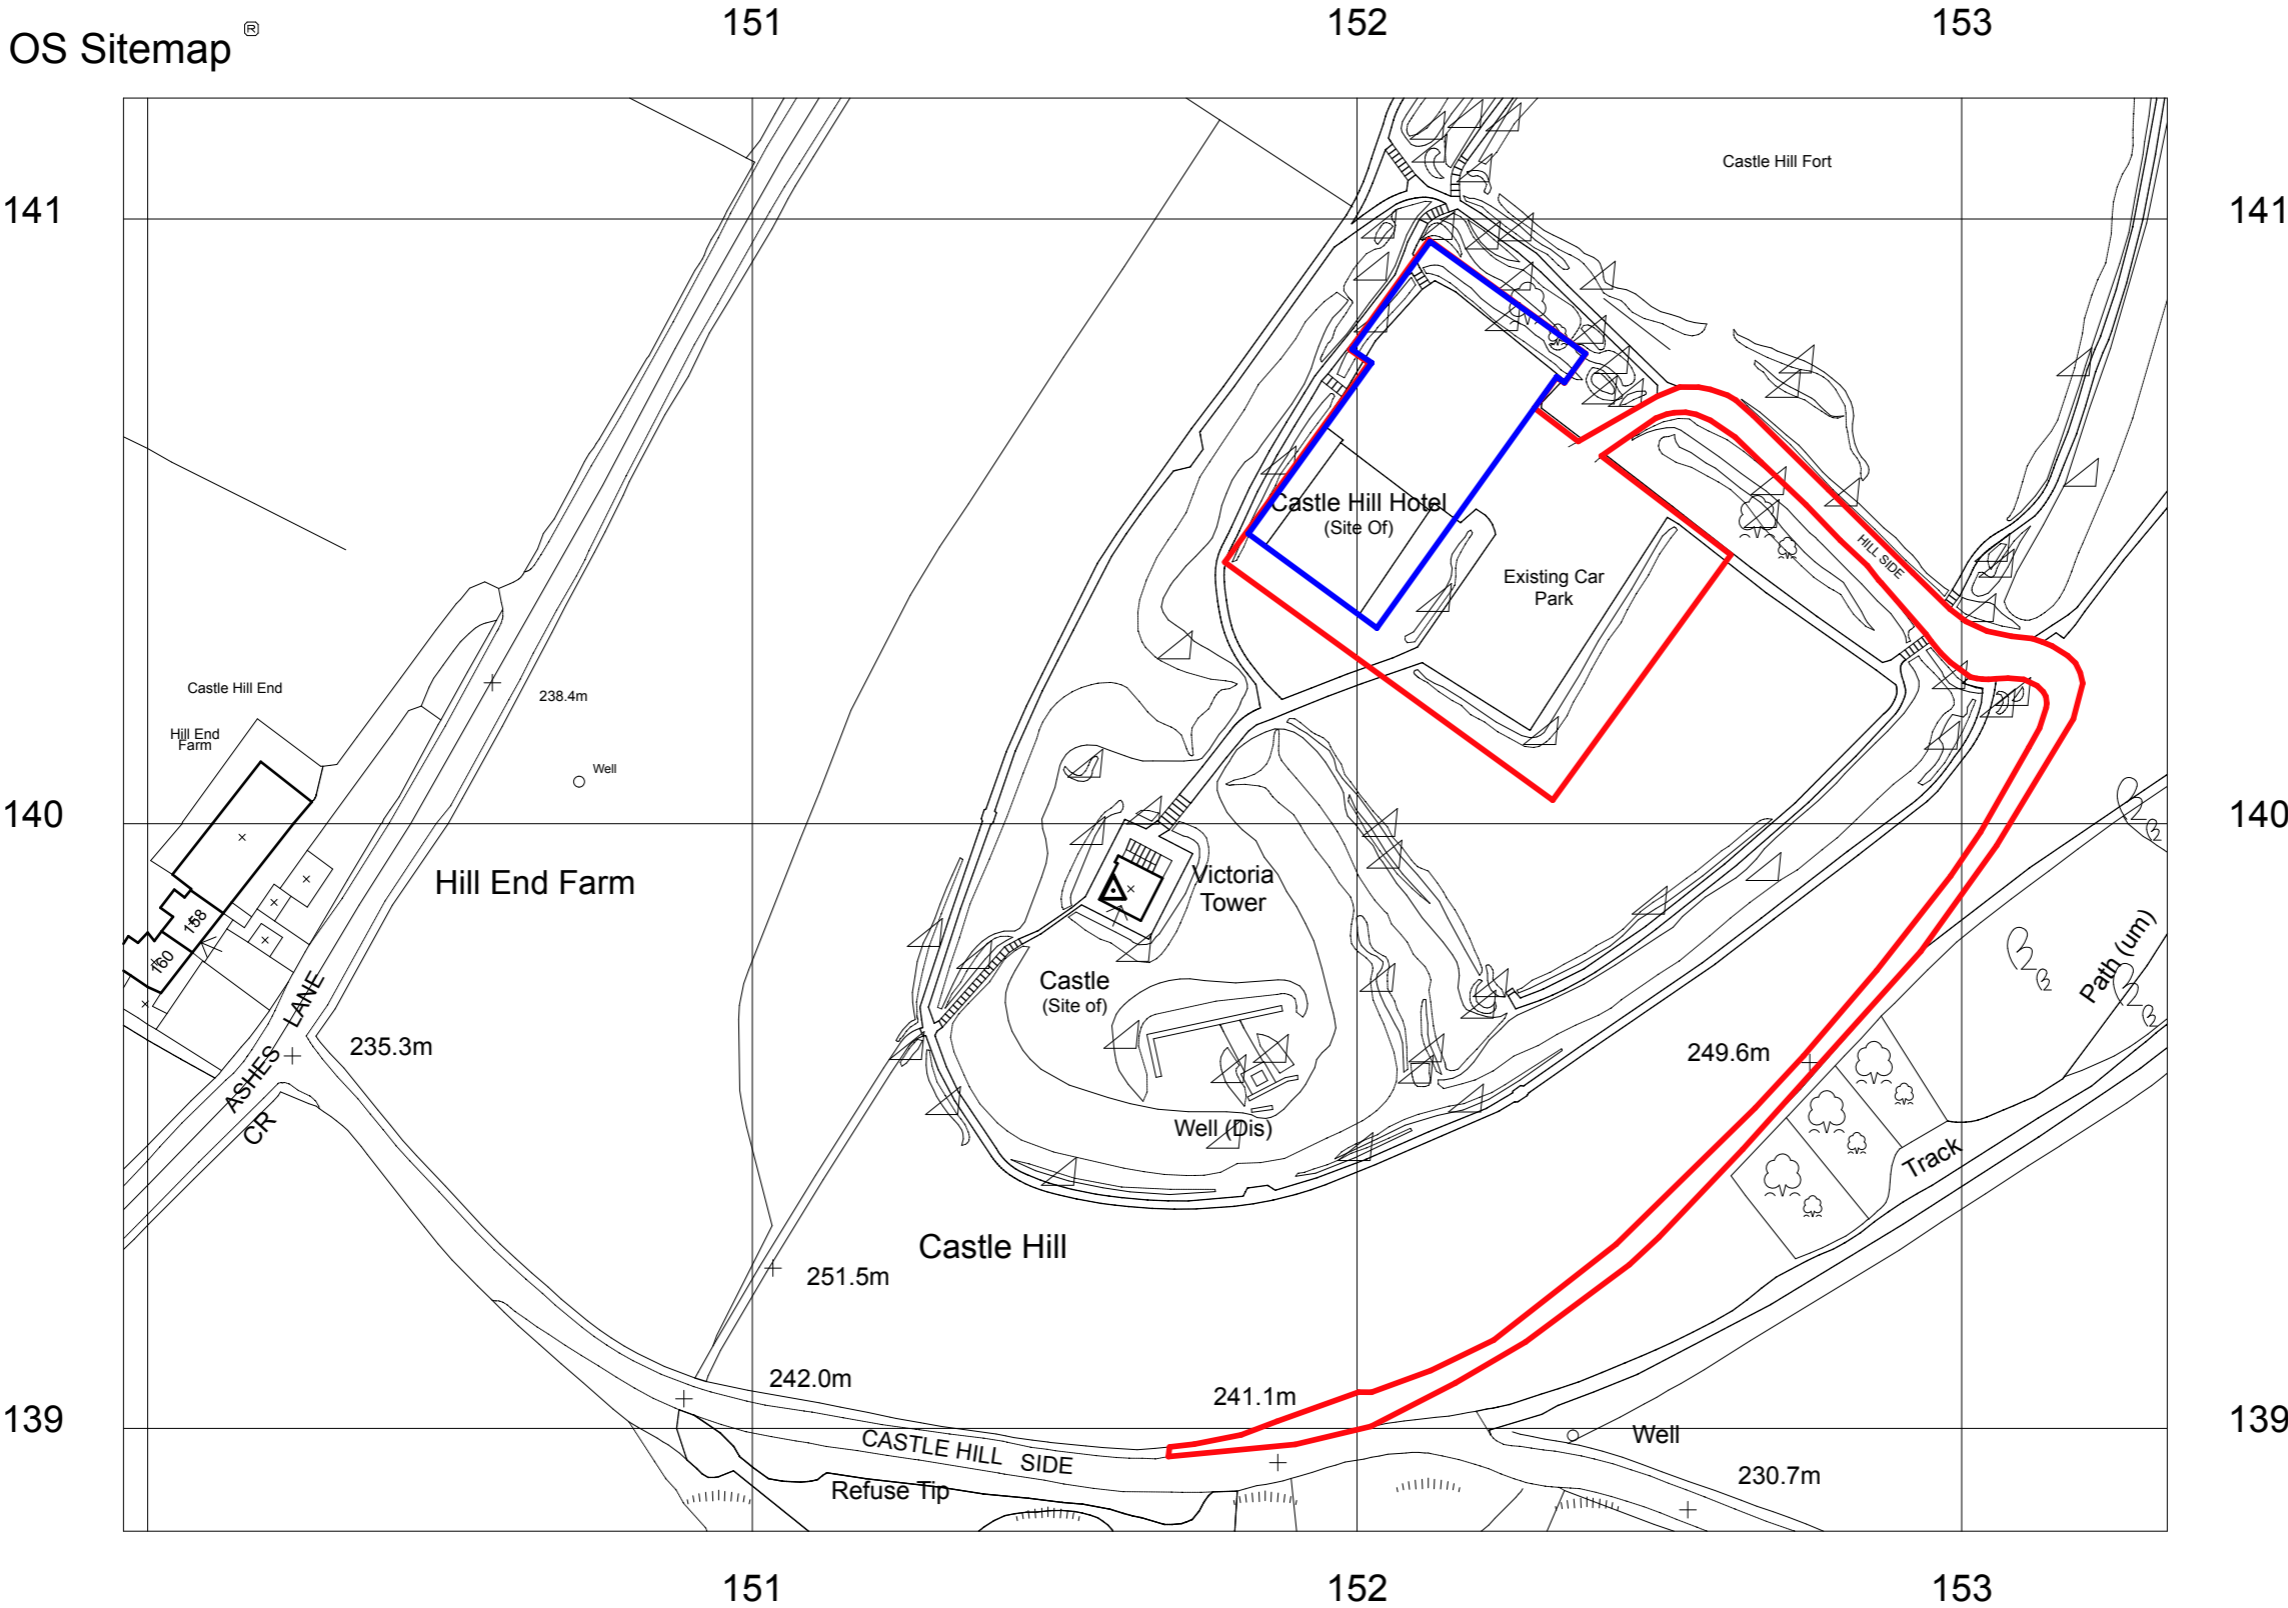 151
152
153
OS Sitemap ®
Castle Hill Fort
141
141
Castle Hill Hotel
(Site Of)
HILL SIDE
Existing Car
Park
Castle Hill End
238.4m
Hill End
Farm
Well
140
140
Hill End Farm
Victoria
Tower
158
160
Castle
(Site of)
Path (um)
ASHES LANE
235.3m
249.6m
CR
Well (Dis)
Track
Castle Hill
251.5m
242.0m
241.1m
139
139
CASTLE HILL SIDE
Well
230.7m
Refuse Tip
151
152
153